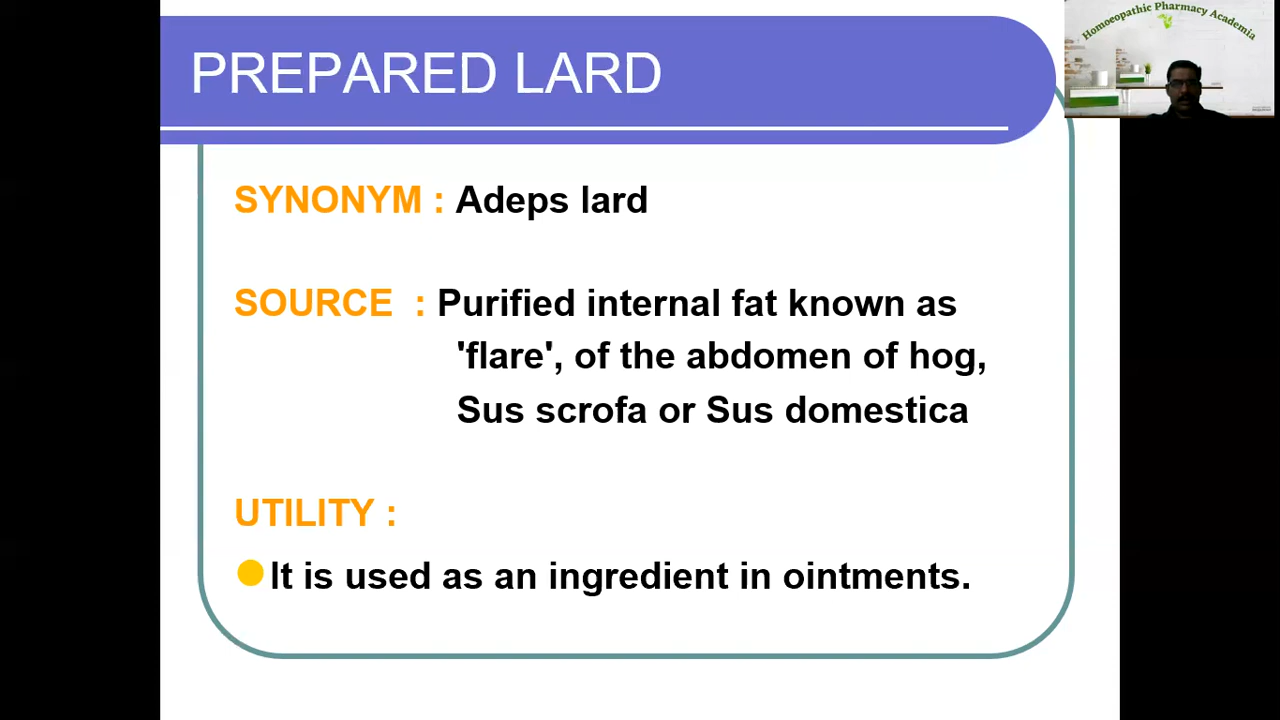 Homoeopathic Pharmacy Academia
PREPARED LARD
SYNONYM : Adeps lard
SOURCE : Purified internal fat known as
'flare', of the abdomen of hog,
Sus scrofa or Sus domestica
UTILITY :
It is used as an ingredient in ointments.